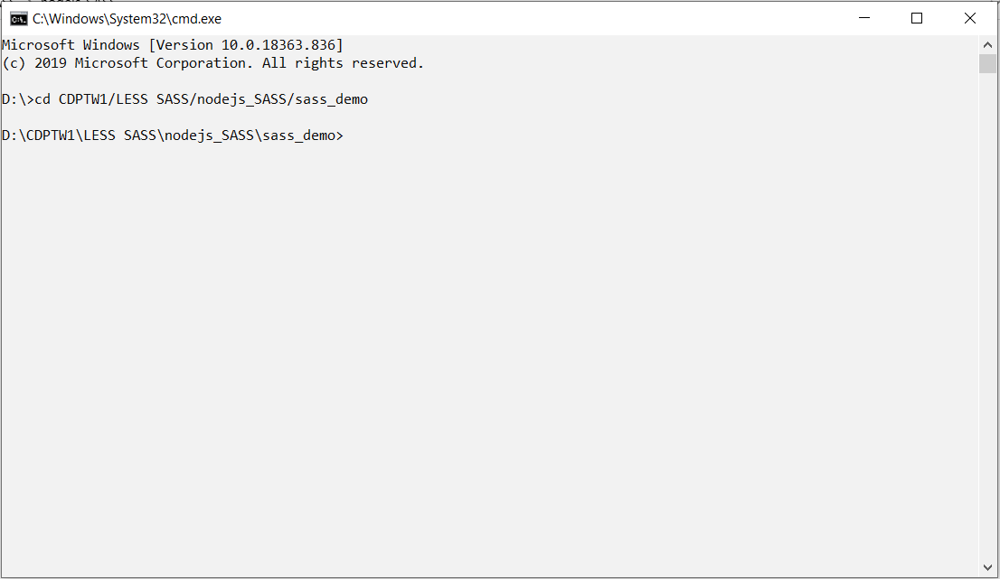 C:\Windows\System32\cmd.exe
Microsoft Windows [Version 10.0.18363.836]
(c) 2019 Microsoft Corporation. All rights reserved.
D:\>cd CDPTW1/LESS SASS/nodejs_SASS/sass_demo
D:\CDPTW1\LESS SASS\nodejs_SASS\sass_demo>